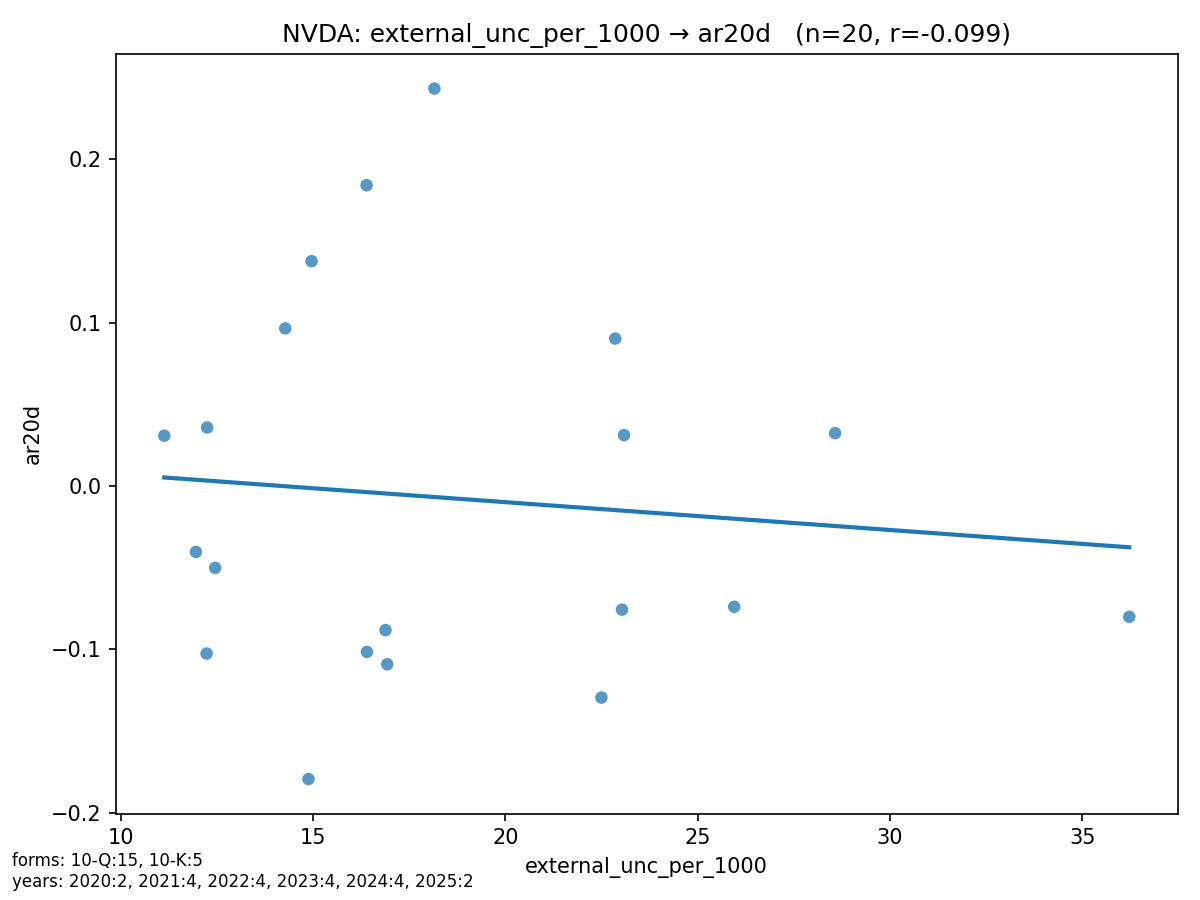 NVDA: external_unc_per_1000 → ar20d   (n=20, r=-0.099)
ar20d
0.2
0.1
0.0
−0.1
−0.2
10 15 20 25 30 35
external_unc_per_1000
forms: 10-Q:15, 10-K:5
years: 2020:2, 2021:4, 2022:4, 2023:4, 2024:4, 2025:2